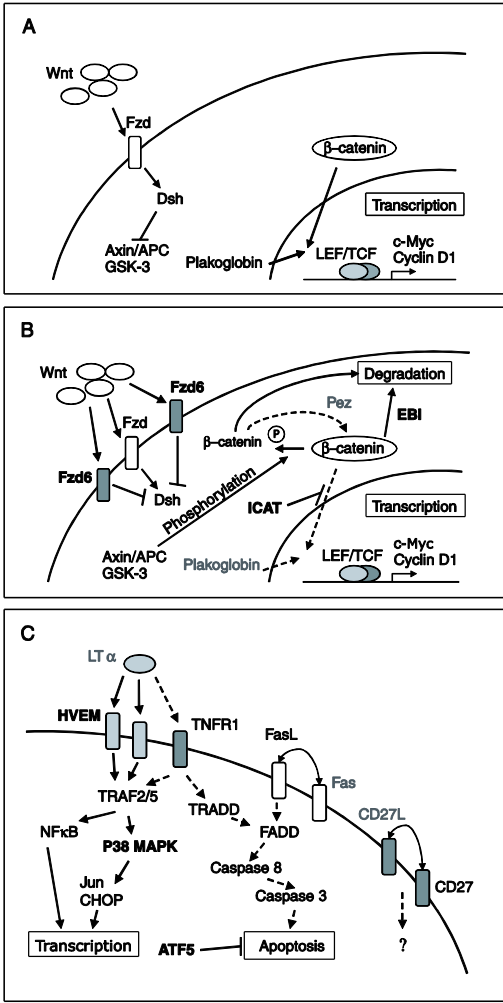 A
Wnt
Fzd
Dsh
Axin/APC
GSK-3
β–catenin
Transcription
Plakoglobin
LEF/TCF
c-Myc
Cyclin D1
B
Wnt
Fzd6
Fzd
Fzd6
Dsh
Degradation
Pez
EBI
β-catenin
P
β–catenin
Phosphorylation
ICAT
Transcription
Axin/APC
GSK-3
Plakoglobin
LEF/TCF
c-Myc
Cyclin D1
C
LT α
HVEM
TNFR1
FasL
Fas
TRAF2/5
TRADD
CD27L
NFκB
P38 MAPK
FADD
Caspase 8
Jun
CHOP
Caspase 3
CD27
Transcription
ATF5
Apoptosis
?